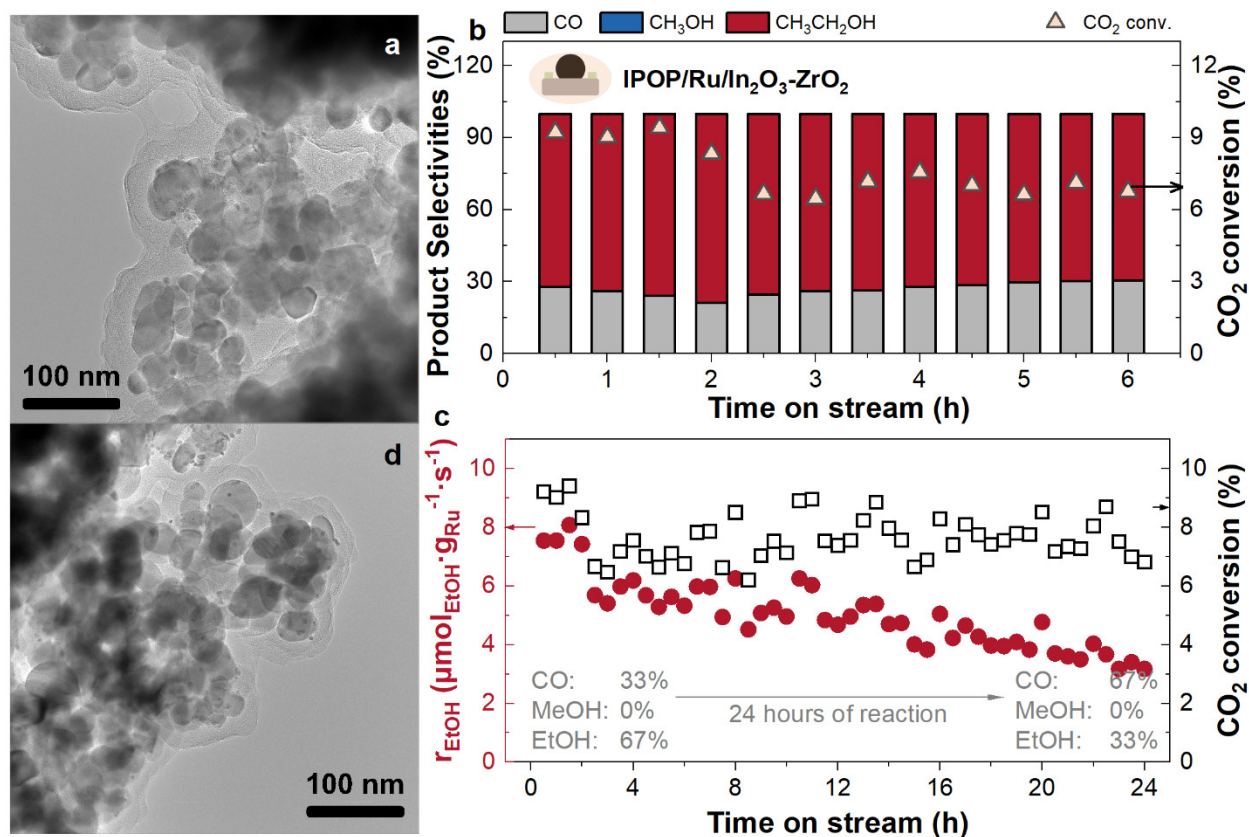 a
100 nm
b
CO CH₃OH CH₃CH₂OH CO₂ conv.
IPOP/Ru/In₂O₃-ZrO₂
Product Selectivities (%)
120
90
60
30
0
CO₂ conversion (%)
12
9
6
3
0
0 1 2 3 4 5 6
Time on stream (h)
d
100 nm
c
r_EtOH (µmol_EtOH·g_Ru⁻¹·s⁻¹)
10
8
6
4
2
0
CO₂ conversion (%)
10
8
6
4
2
0
CO: 33%
MeOH: 0%
EtOH: 67%
24 hours of reaction
CO: 67%
MeOH: 0%
EtOH: 33%
0 4 8 12 16 20 24
Time on stream (h)